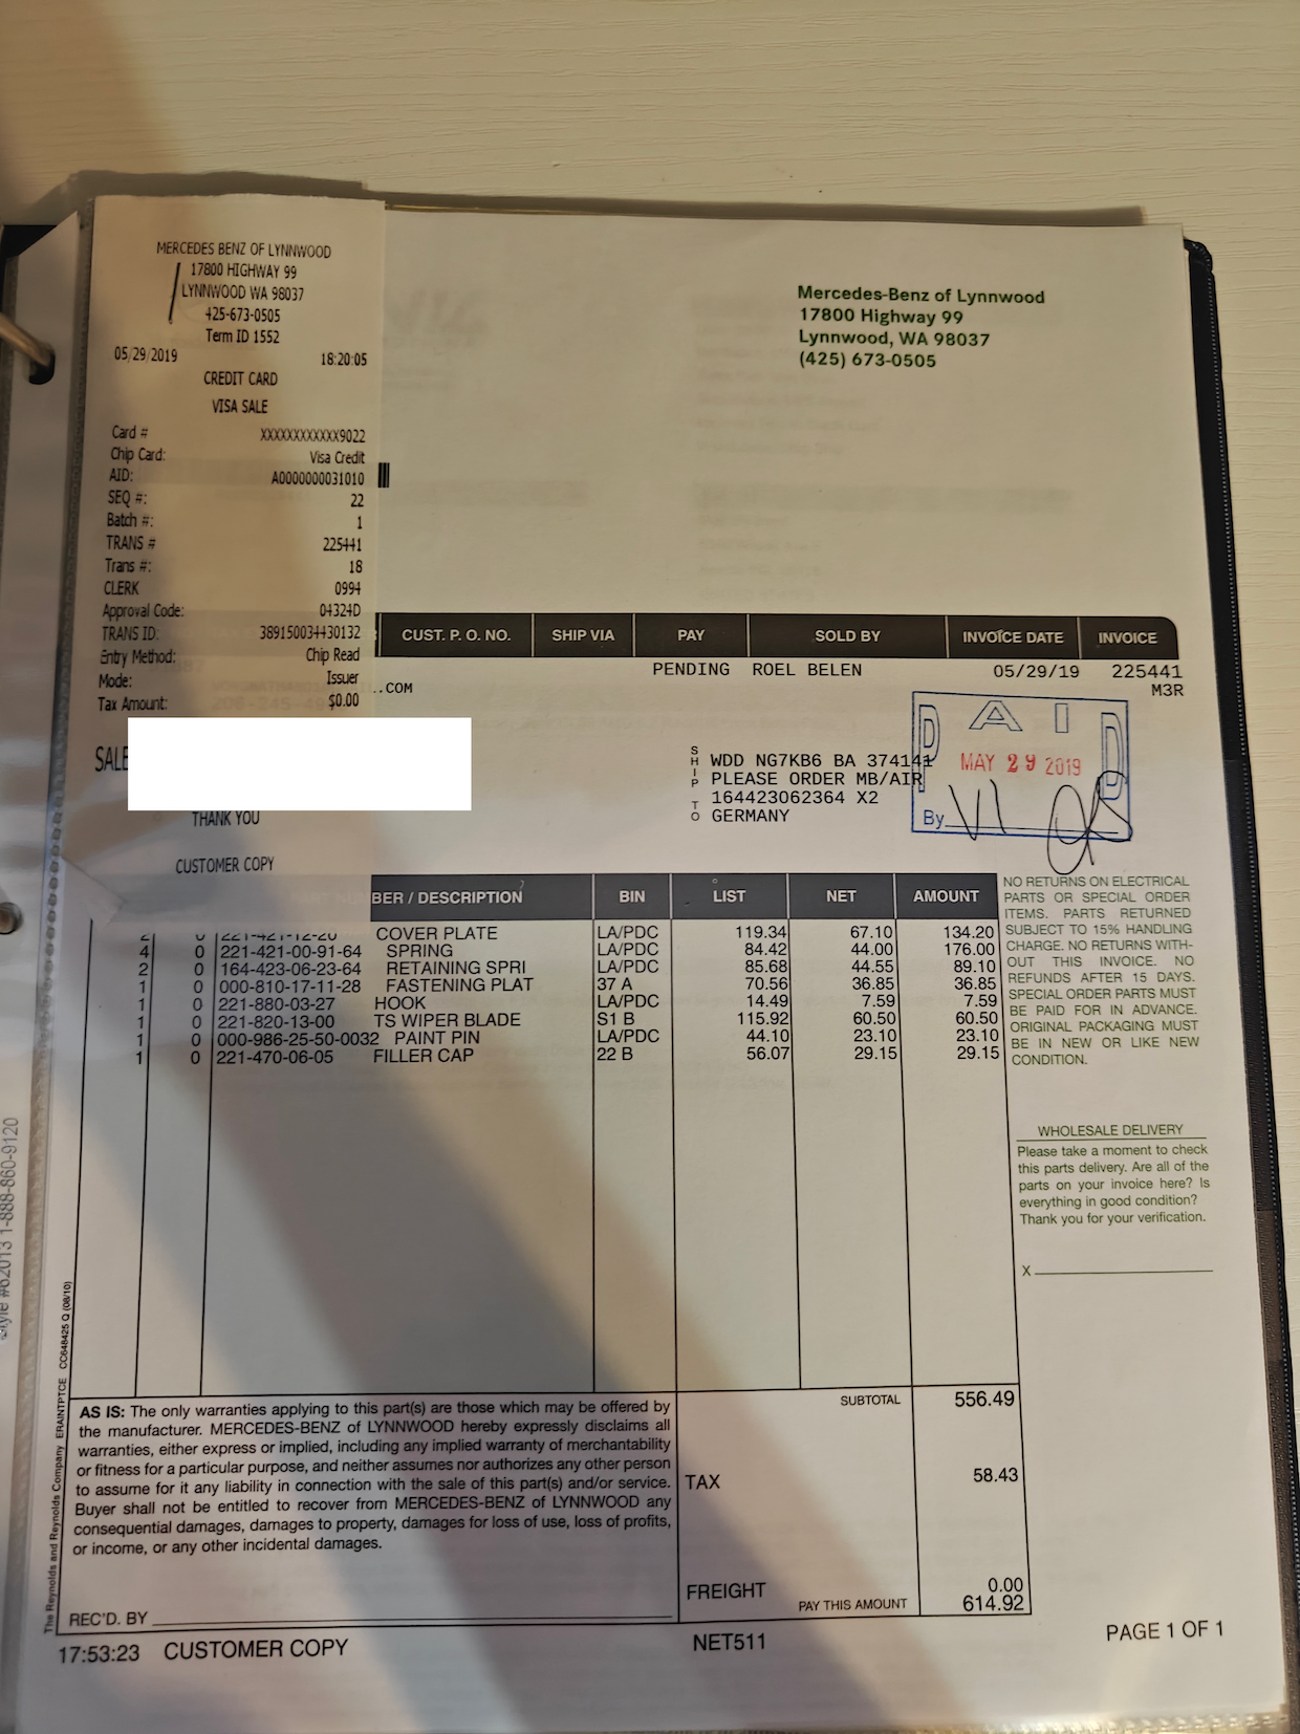 MERCEDES BENZ OF LYNNWOOD
17800 HIGHWAY 99
LYNNWOOD WA 98037
425-673-0505
Term ID 1552
05/29/2019 18:20:05
CREDIT CARD
VISA SALE
Card # XXXXXXXXXXXX9022
Chip Card: Visa Credit
AID: A0000000031010
SEQ #: 22
Batch #: 1
TRANS # 225441
Trans #: 18
CLERK 0994
Approval Code: 04324D
TRANS ID: 389150034430132
Entry Method: Chip Read
Mode: Issuer
Tax Amount: $0.00
SALE
THANK YOU
CUSTOMER COPY
Mercedes-Benz of Lynnwood
17800 Highway 99
Lynnwood, WA 98037
(425) 673-0505
CUST. P. O. NO. SHIP VIA PAY SOLD BY INVOICE DATE INVOICE
PENDING ROEL BELEN 05/29/19 225441
.COM M3R
SHIP TO
WDD NG7KB6 BA 374141
PLEASE ORDER MB/AIR
164423062364 X2
GERMANY
PAID
MAY 29 2019
By
BER / DESCRIPTION BIN LIST NET AMOUNT
2 0 221-421-12-20 COVER PLATE LA/PDC 119.34 67.10 134.20
4 0 221-421-00-91-64 SPRING LA/PDC 84.42 44.00 176.00
2 0 164-423-06-23-64 RETAINING SPRI LA/PDC 85.68 44.55 89.10
1 0 000-810-17-11-28 FASTENING PLAT 37 A 70.56 36.85 36.85
1 0 221-880-03-27 HOOK LA/PDC 14.49 7.59 7.59
1 0 221-820-13-00 TS WIPER BLADE S1 B 115.92 60.50 60.50
1 0 000-986-25-50-0032 PAINT PIN LA/PDC 44.10 23.10 23.10
1 0 221-470-06-05 FILLER CAP 22 B 56.07 29.15 29.15
NO RETURNS ON ELECTRICAL
PARTS OR SPECIAL ORDER
ITEMS. PARTS RETURNED
SUBJECT TO 15% HANDLING
CHARGE. NO RETURNS WITH-
OUT THIS INVOICE. NO
REFUNDS AFTER 15 DAYS.
SPECIAL ORDER PARTS MUST
BE PAID FOR IN ADVANCE.
ORIGINAL PACKAGING MUST
BE IN NEW OR LIKE NEW
CONDITION.
WHOLESALE DELIVERY
Please take a moment to check
this parts delivery. Are all of the
parts on your invoice here? Is
everything in good condition?
Thank you for your verification.
X
AS IS: The only warranties applying to this part(s) are those which may be offered by
the manufacturer. MERCEDES-BENZ of LYNNWOOD hereby expressly disclaims all
warranties, either express or implied, including any implied warranty of merchantability
or fitness for a particular purpose, and neither assumes nor authorizes any other person
to assume for it any liability in connection with the sale of this part(s) and/or service.
Buyer shall not be entitled to recover from MERCEDES-BENZ of LYNNWOOD any
consequential damages, damages to property, damages for loss of use, loss of profits,
or income, or any other incidental damages.
REC'D. BY
SUBTOTAL 556.49
TAX 58.43
FREIGHT 0.00
PAY THIS AMOUNT 614.92
17:53:23 CUSTOMER COPY NET511 PAGE 1 OF 1
The Reynolds and Reynolds Company ERAINTPTCE CC648425 Q (08/10)
#62013 1-888-860-9120